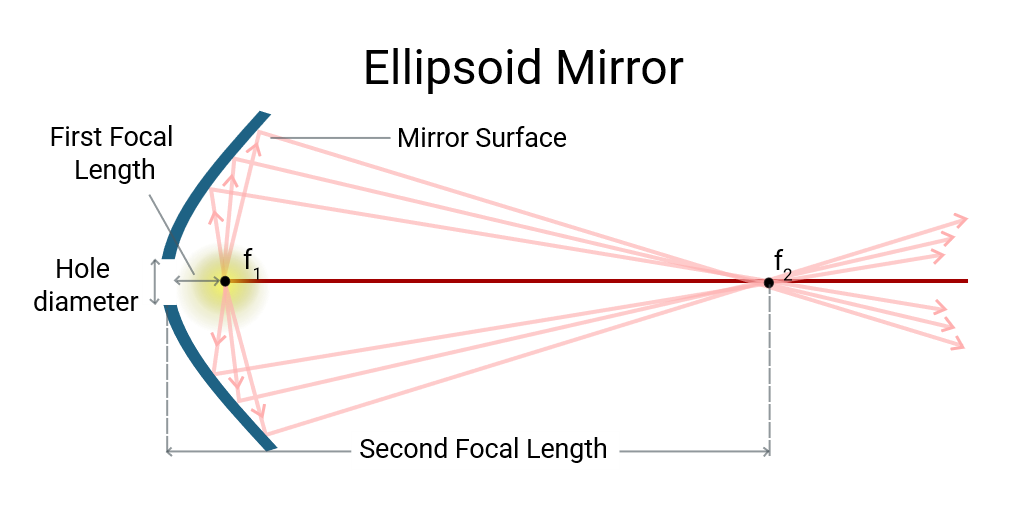 Ellipsoid Mirror
First Focal
Length
Mirror Surface
f1
f2
Hole
diameter
Second Focal Length